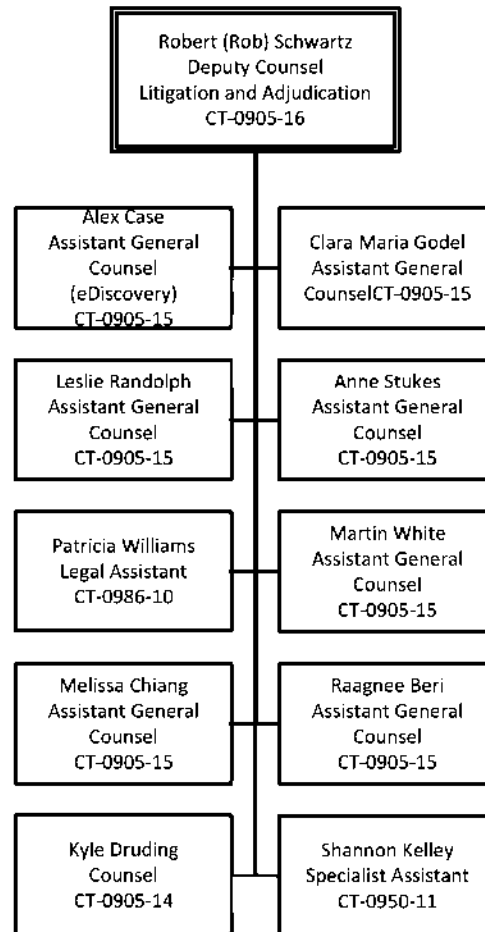 Robert (Rob) Schwartz
Deputy Counsel
Litigation and Adjudication
CT-0905-16
Alex Case
Assistant General
Counsel
(eDiscovery)
CT-0905-15
Clara Maria Godel
Assistant General
CounselCT-0905-15
Leslie Randolph
Assistant General
Counsel
CT-0905-15
Anne Stukes
Assistant General
Counsel
CT-0905-15
Patricia Williams
Legal Assistant
CT-0986-10
Martin White
Assistant General
Counsel
CT-0905-15
Melissa Chiang
Assistant General
Counsel
CT-0905-15
Raagnee Beri
Assistant General
Counsel
CT-0905-15
Kyle Druding
Counsel
CT-0905-14
Shannon Kelley
Specialist Assistant
CT-0950-11